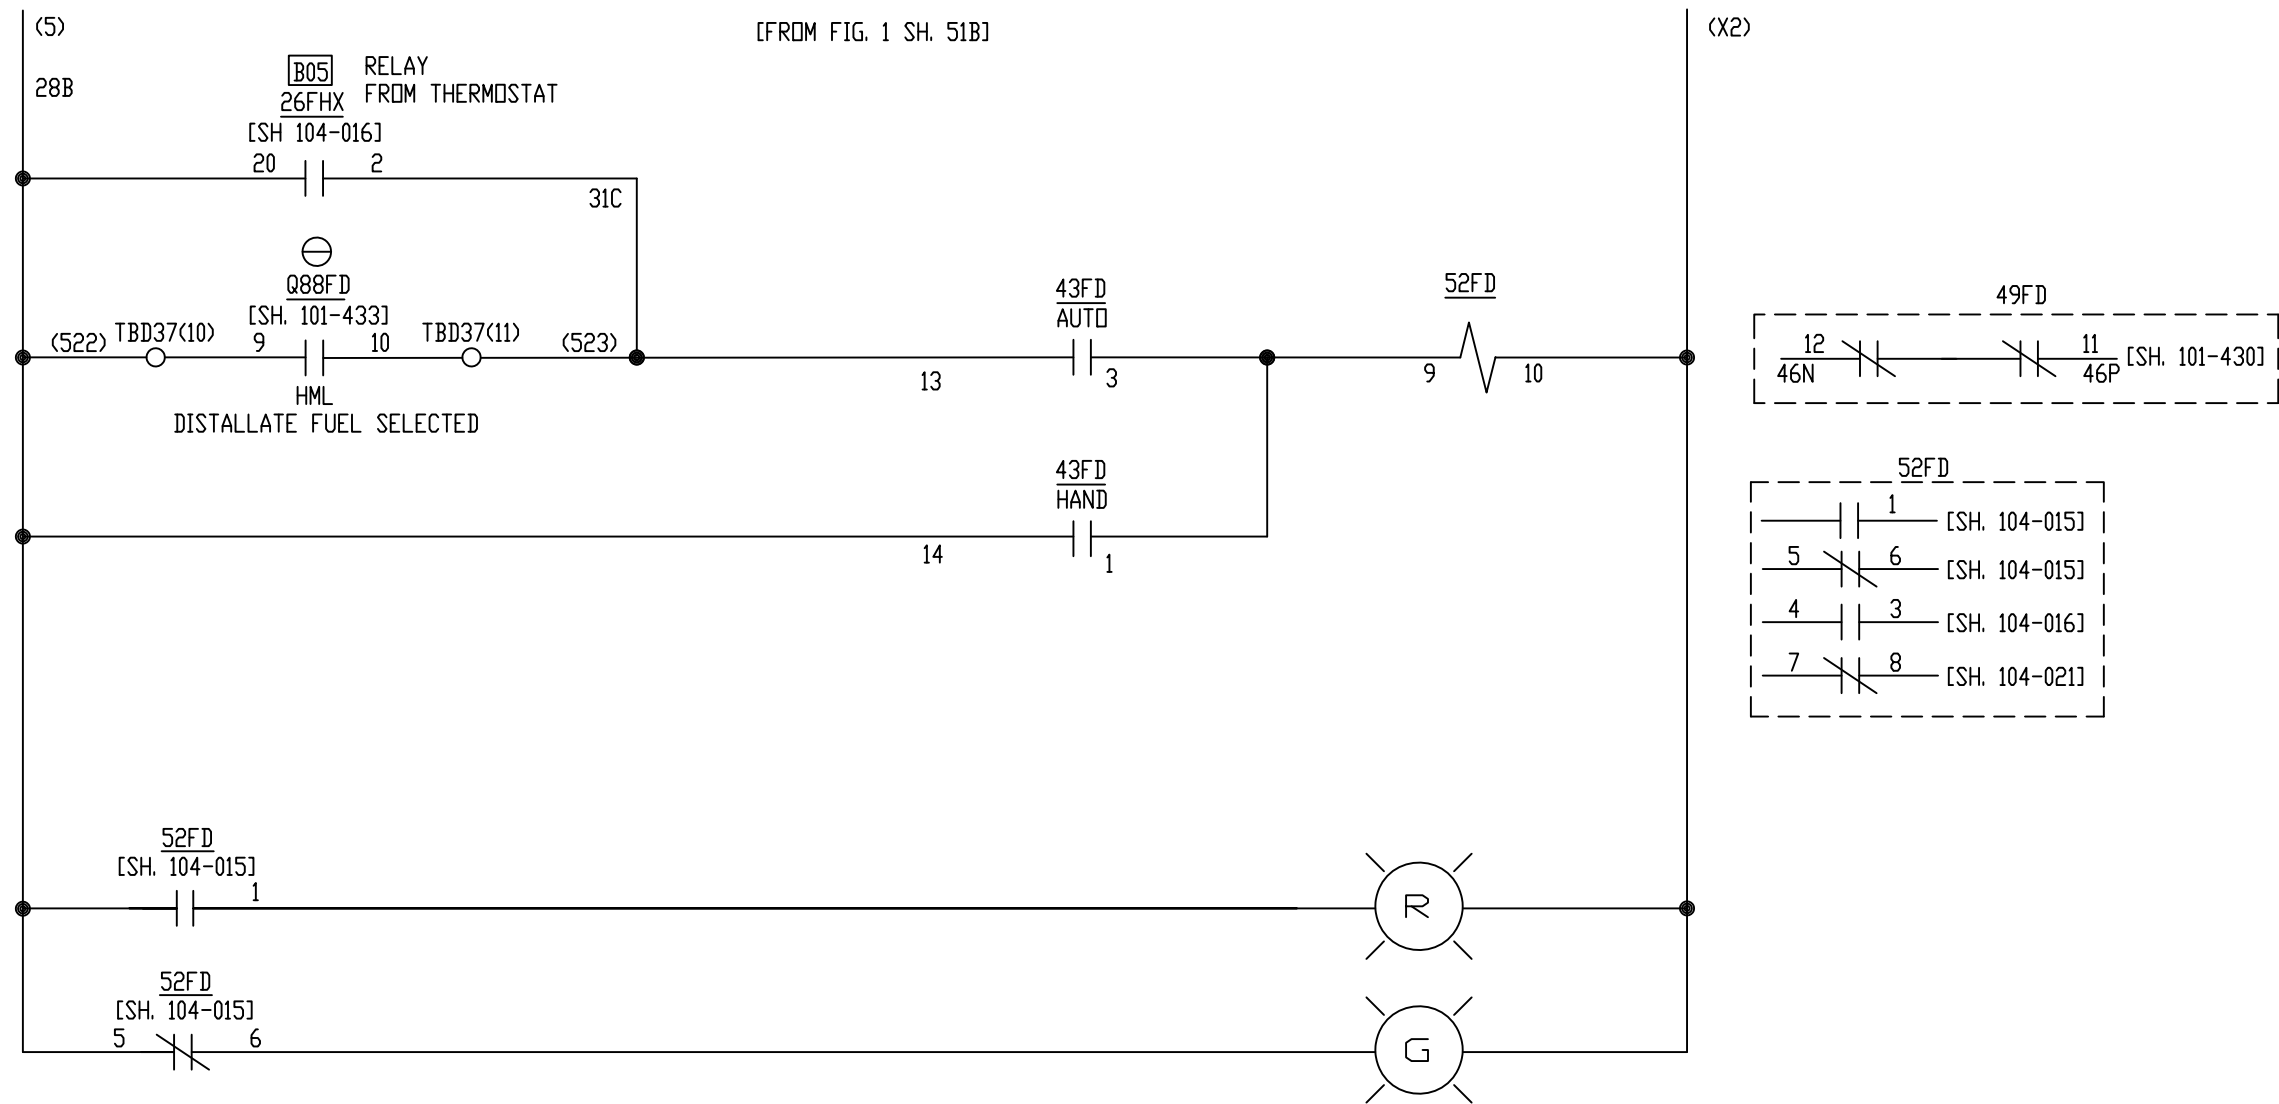 (5)
[FROM FIG. 1 SH. 51B]
(X2)
28B
B05
RELAY
FROM THERMOSTAT
26FHX
[SH 104-016]
20
2
31C
Q88FD
[SH. 101-433]
(522)
TBD37(10)
9
10
TBD37(11)
(523)
HML
DISTALLATE FUEL SELECTED
43FD
AUTO
13
3
52FD
9
10
49FD
12
11
46N
46P
[SH. 101-430]
43FD
HAND
14
1
52FD
1
[SH. 104-015]
5
6
[SH. 104-015]
4
3
[SH. 104-016]
7
8
[SH. 104-021]
52FD
[SH. 104-015]
1
R
52FD
[SH. 104-015]
5
6
G